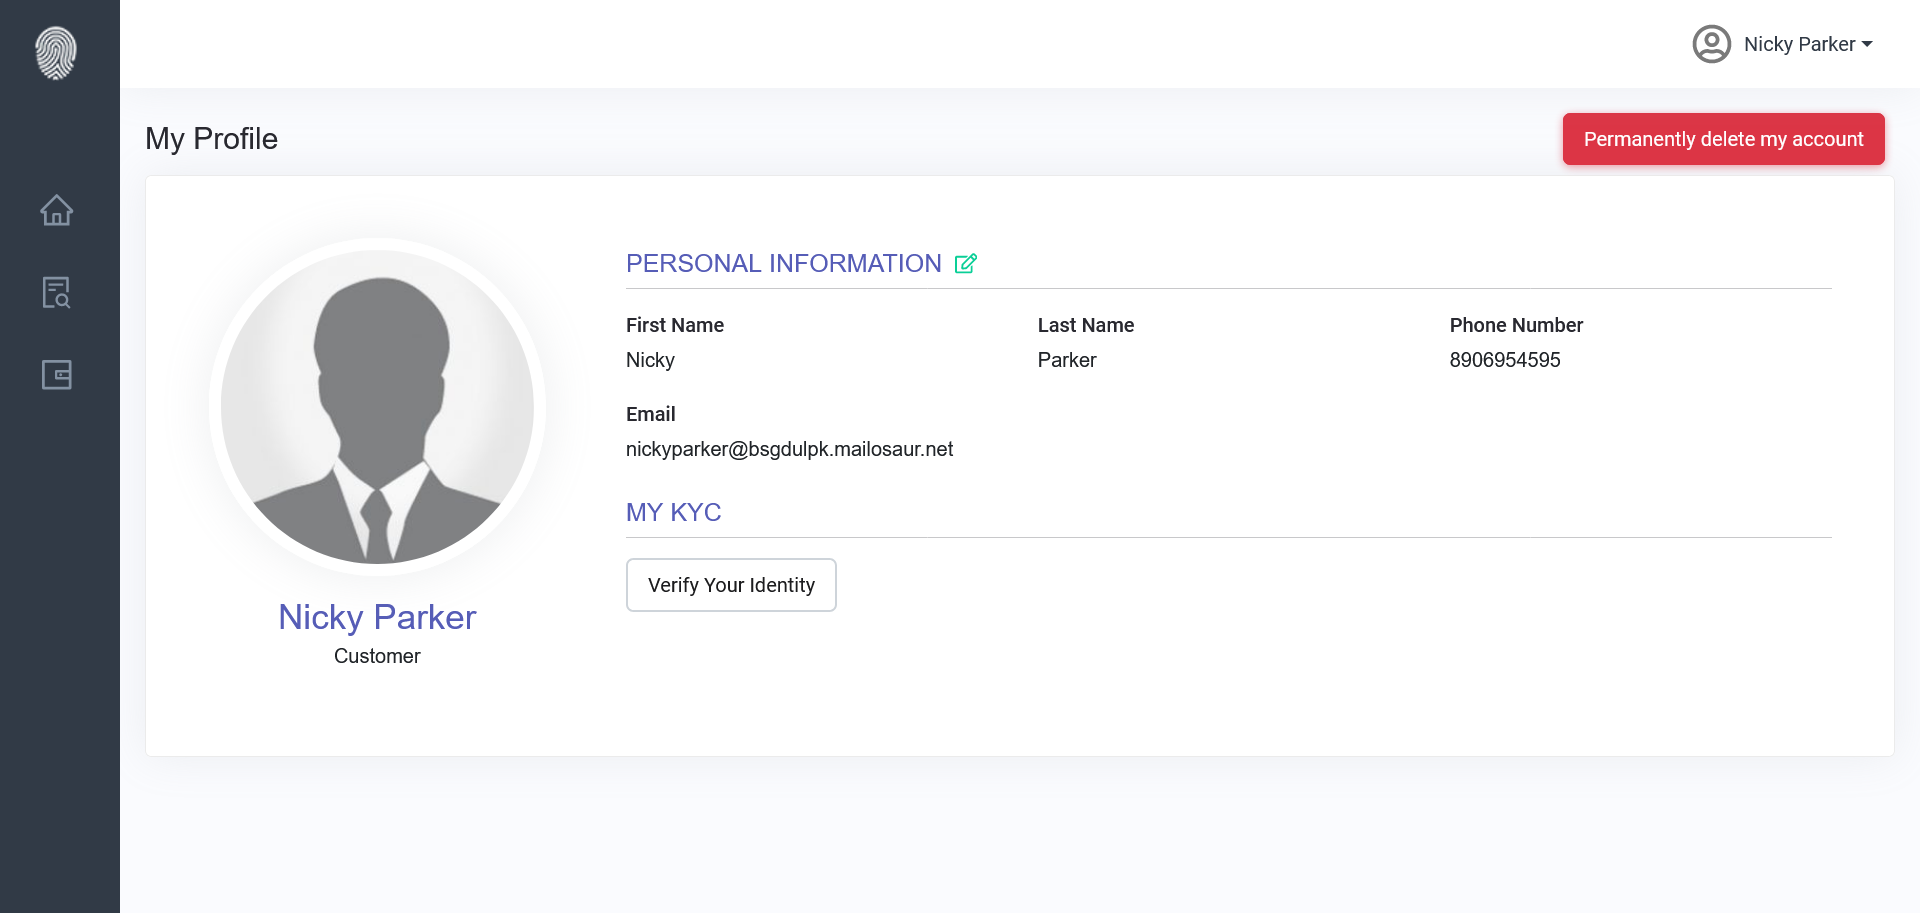 Nicky Parker
My Profile
Permanently delete my account
PERSONAL INFORMATION
First Name
Nicky
Last Name
Parker
Phone Number
8906954595
Email
nickyparker@bsgdulpk.mailosaur.net
MY KYC
Verify Your Identity
Nicky Parker
Customer